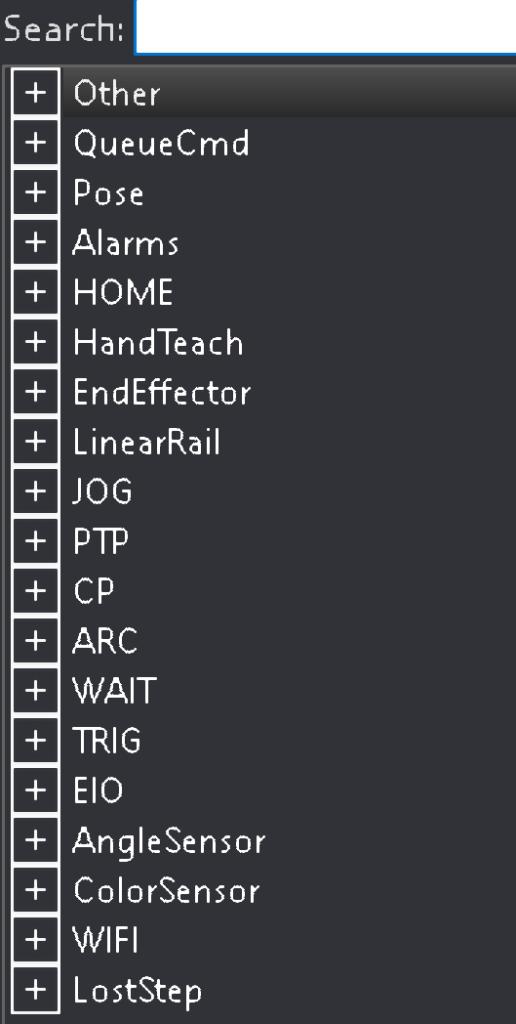 Search:
Other
QueueCmd
Pose
Alarms
HOME
HandTeach
EndEffector
LinearRail
JOG
PTP
CP
ARC
WAIT
TRIG
EIO
AngleSensor
ColorSensor
WIFI
LostStep